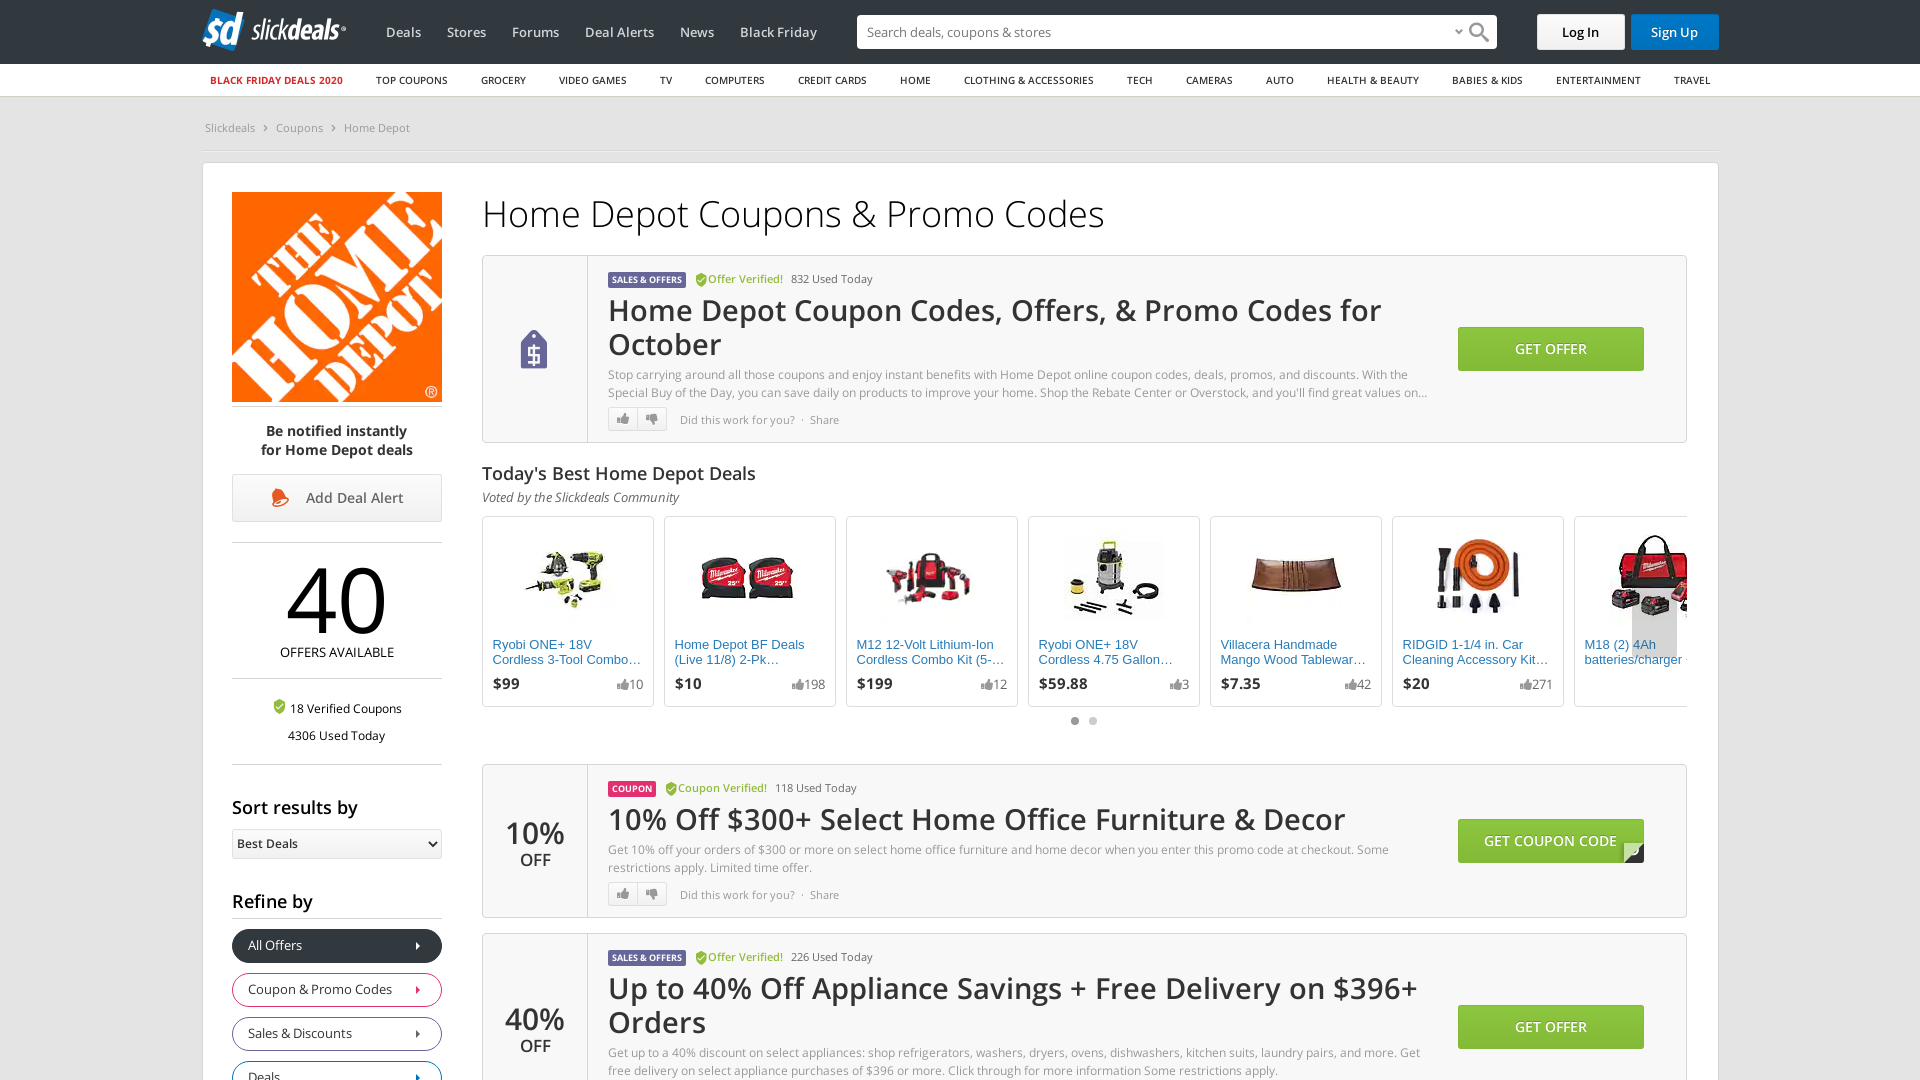 slickdeals
Deals
Stores
Forums
Deal Alerts
News
Black Friday
Search deals, coupons & stores
Log In
Sign Up
BLACK FRIDAY DEALS 2020
TOP COUPONS
GROCERY
VIDEO GAMES
TV
COMPUTERS
CREDIT CARDS
HOME
CLOTHING & ACCESSORIES
TECH
CAMERAS
AUTO
HEALTH & BEAUTY
BABIES & KIDS
ENTERTAINMENT
TRAVEL
Slickdeals > Coupons > Home Depot
THE
HOME
DEPOT
®
Be notified instantly
for Home Depot deals
Add Deal Alert
40
OFFERS AVAILABLE
18 Verified Coupons
4306 Used Today
Sort results by
Best Deals
Refine by
All Offers
Coupon & Promo Codes
Sales & Discounts
Deals
Home Depot Coupons & Promo Codes
SALES & OFFERS Offer Verified! 832 Used Today
Home Depot Coupon Codes, Offers, & Promo Codes for
October
Stop carrying around all those coupons and enjoy instant benefits with Home Depot online coupon codes, deals, promos, and discounts. With the
Special Buy of the Day, you can save daily on products to improve your home. Shop the Rebate Center or Overstock, and you'll find great values on...
Did this work for you? · Share
GET OFFER
Today's Best Home Depot Deals
Voted by the Slickdeals Community
Ryobi ONE+ 18V
Cordless 3-Tool Combo…
$99
10
Home Depot BF Deals
(Live 11/8) 2-Pk…
$10
198
M12 12-Volt Lithium-Ion
Cordless Combo Kit (5-…
$199
12
Ryobi ONE+ 18V
Cordless 4.75 Gallon…
$59.88
3
Villacera Handmade
Mango Wood Tablewar…
$7.35
42
RIDGID 1-1/4 in. Car
Cleaning Accessory Kit…
$20
271
M18 (2) 4Ah
batteries/charger
10%
OFF
COUPON Coupon Verified! 118 Used Today
10% Off $300+ Select Home Office Furniture & Decor
Get 10% off your orders of $300 or more on select home office furniture and home decor when you enter this promo code at checkout. Some
restrictions apply. Limited time offer.
Did this work for you? · Share
GET COUPON CODE
40%
OFF
SALES & OFFERS Offer Verified! 226 Used Today
Up to 40% Off Appliance Savings + Free Delivery on $396+
Orders
Get up to a 40% discount on select appliances: shop refrigerators, washers, dryers, ovens, dishwashers, kitchen suits, laundry pairs, and more. Get
free delivery on select appliance purchases of $396 or more. Click through for more information Some restrictions apply.
GET OFFER